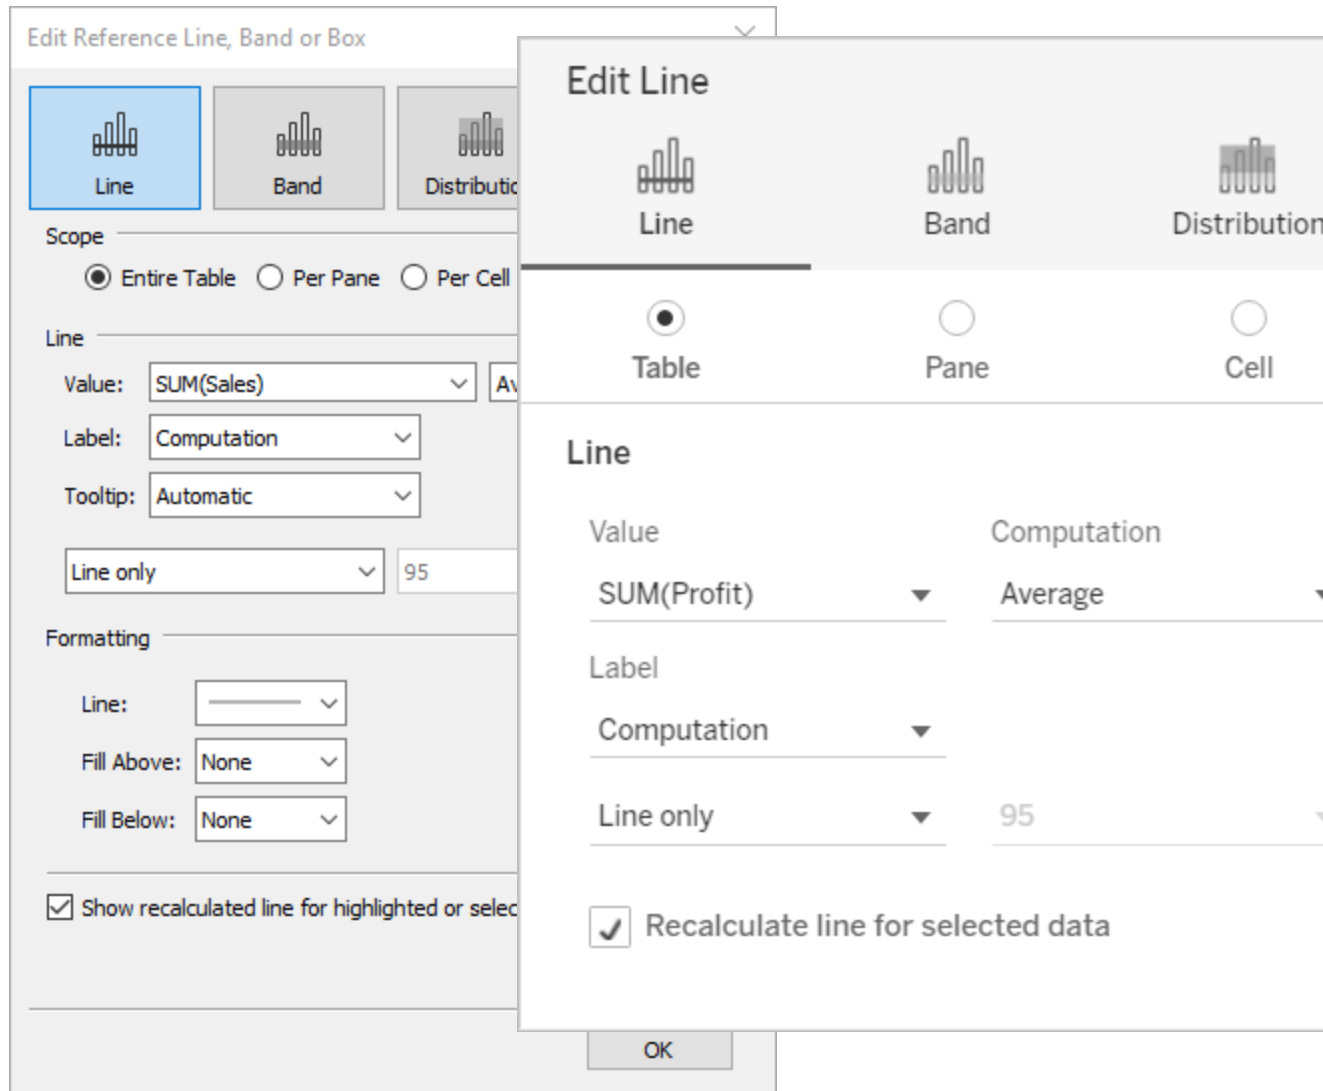 Edit Reference Line, Band or Box
Line
Band
Distributio
Scope
Entire Table
Per Pane
Per Cell
Line
Value:
SUM(Sales)
Av
Label:
Computation
Tooltip:
Automatic
Line only
95
Formatting
Line:
Fill Above:
None
Fill Below:
None
Show recalculated line for highlighted or selec
OK
Edit Line
Line
Band
Distribution
Table
Pane
Cell
Line
Value
Computation
SUM(Profit)
Average
Label
Computation
Line only
95
Recalculate line for selected data